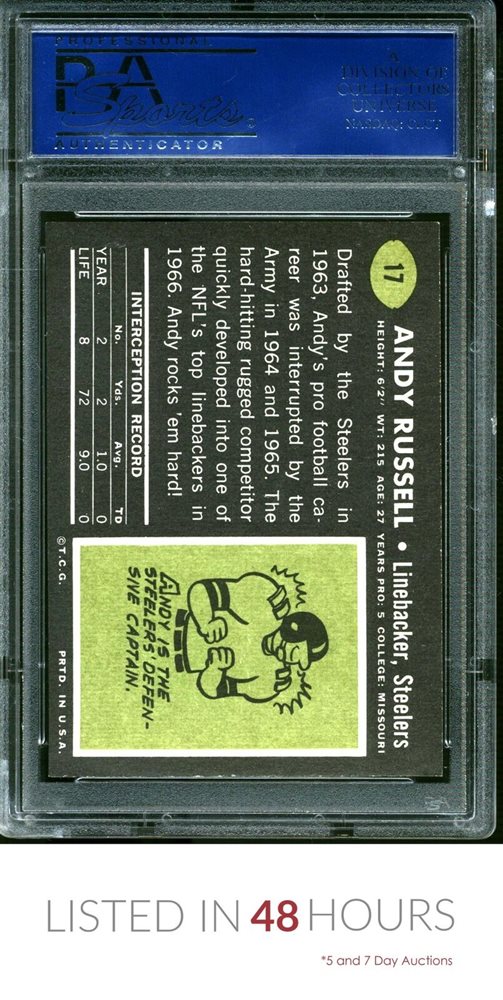 PROFESSIONAL
PSA
Sports
AUTHENTICATOR
A
DIVISION OF
COLLECTORS
UNIVERSE
NASDAQ: CLCT
17
ANDY RUSSELL • Linebacker, Steelers
HEIGHT: 6'2" WT: 215 AGE: 27 YEARS PRO: 5 COLLEGE: MISSOURI
Drafted by the Steelers in
1963, Andy's pro football ca-
reer was interrupted by the
Army in 1964 and 1965. The
hard-hitting rugged competitor
quickly developed into one of
the NFL's top linebackers in
1966. Andy rocks 'em hard!
INTERCEPTION RECORD
No. Yds. Avg. TD
YEAR 2 2 1.0 0
LIFE 8 72 9.0 0
ANDY IS THE
STEELERS DEFEN-
SIVE CAPTAIN.
©T.C.G. PRTD. IN U.S.A.
LISTED IN 48 HOURS
*5 and 7 Day Auctions